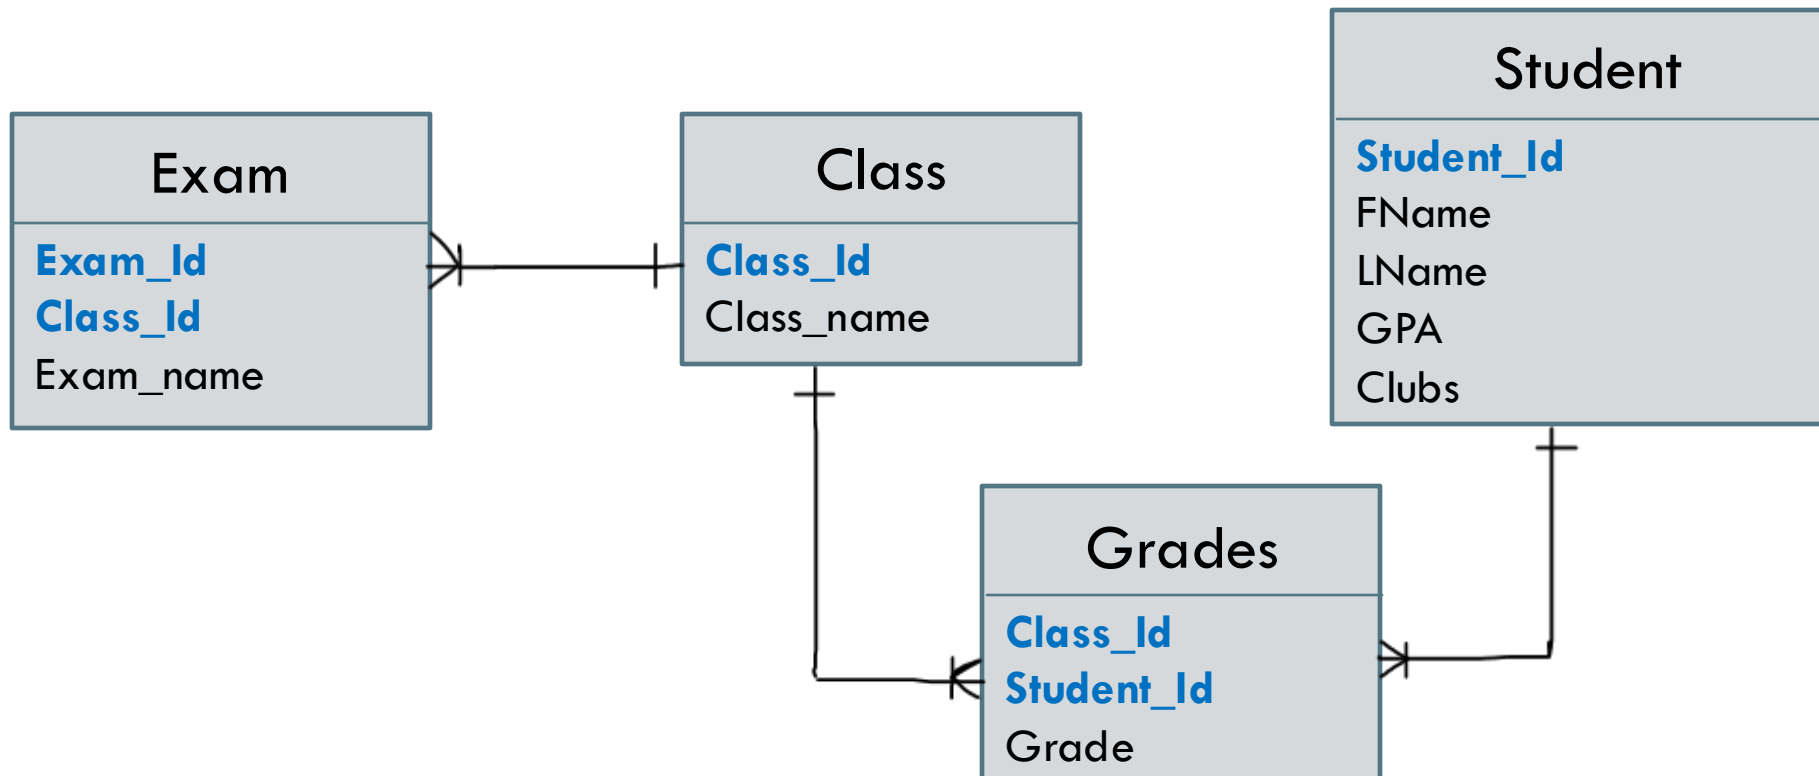 Exam
Exam_Id
Class_Id
Exam_name
Class
Class_Id
Class_name
Student
Student_Id
FName
LName
GPA
Clubs
Grades
Class_Id
Student_Id
Grade